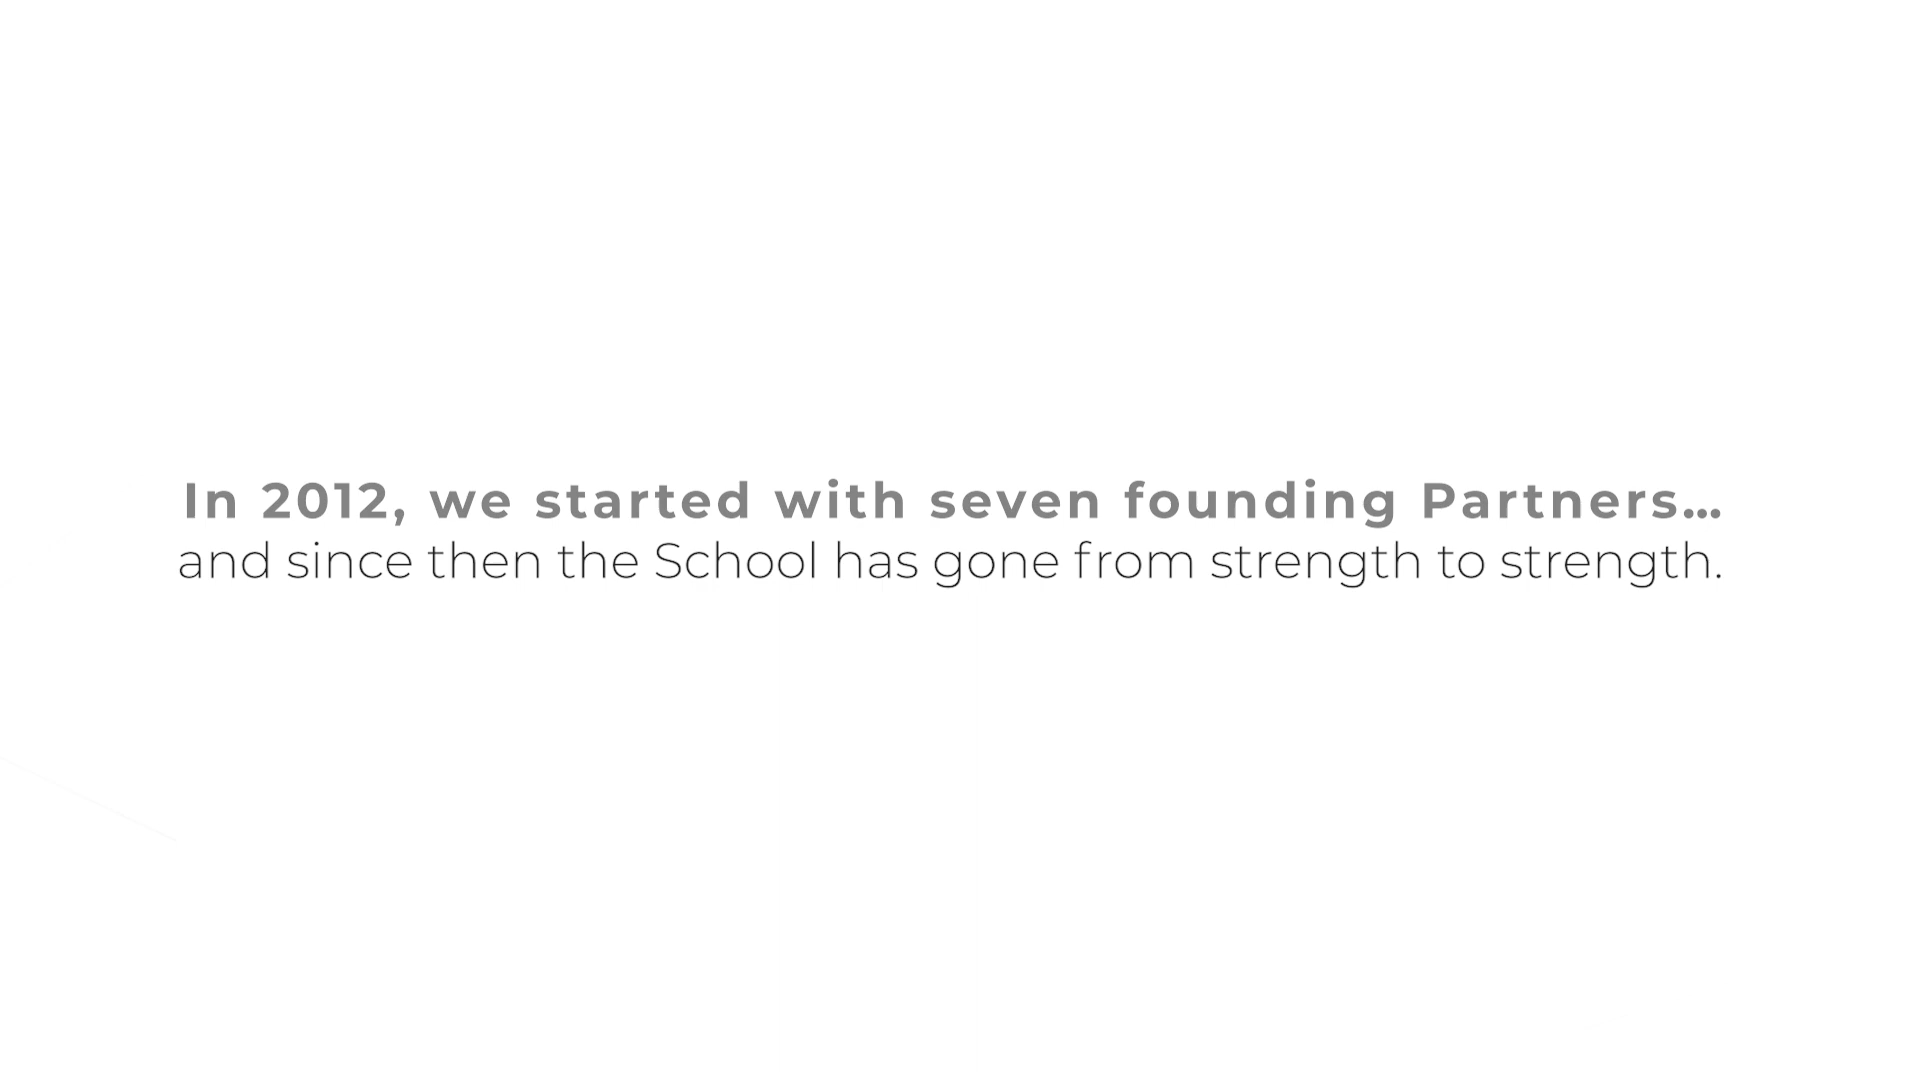 In 2012, we started with seven founding Partners…
and since then the School has gone from strength to strength.